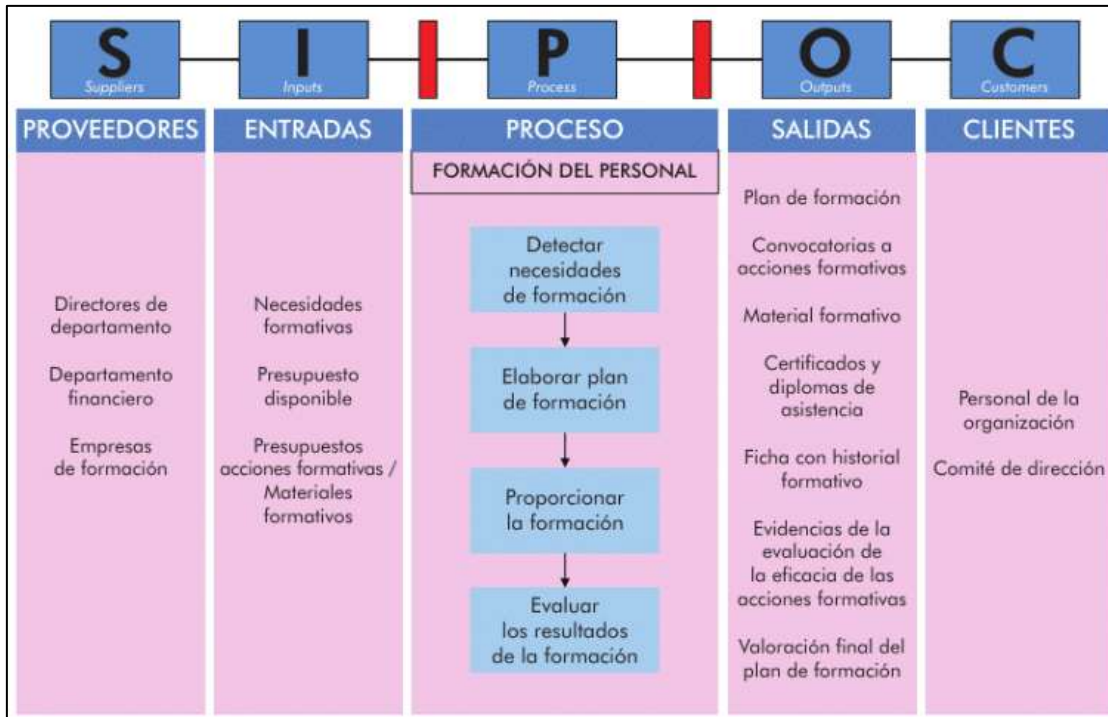 S
Suppliers
I
Inputs
P
Process
O
Outputs
C
Customers
PROVEEDORES
Directores de
departamento
Departamento
financiero
Empresas
de formación
ENTRADAS
Necesidades
formativas
Presupuesto
disponible
Presupuestos
acciones formativas /
Materiales
formativos
PROCESO
FORMACIÓN DEL PERSONAL
Detectar
necesidades
de formación
Elaborar plan
de formación
Proporcionar
la formación
Evaluar
los resultados
de la formación
SALIDAS
Plan de formación
Convocatorias a
acciones formativas
Material formativo
Certificados y
diplomas de
asistencia
Ficha con historial
formativo
Evidencias de la
evaluación de
la eficacia de las
acciones formativas
Valoración final del
plan de formación
CLIENTES
Personal de la
organización
Comité de dirección